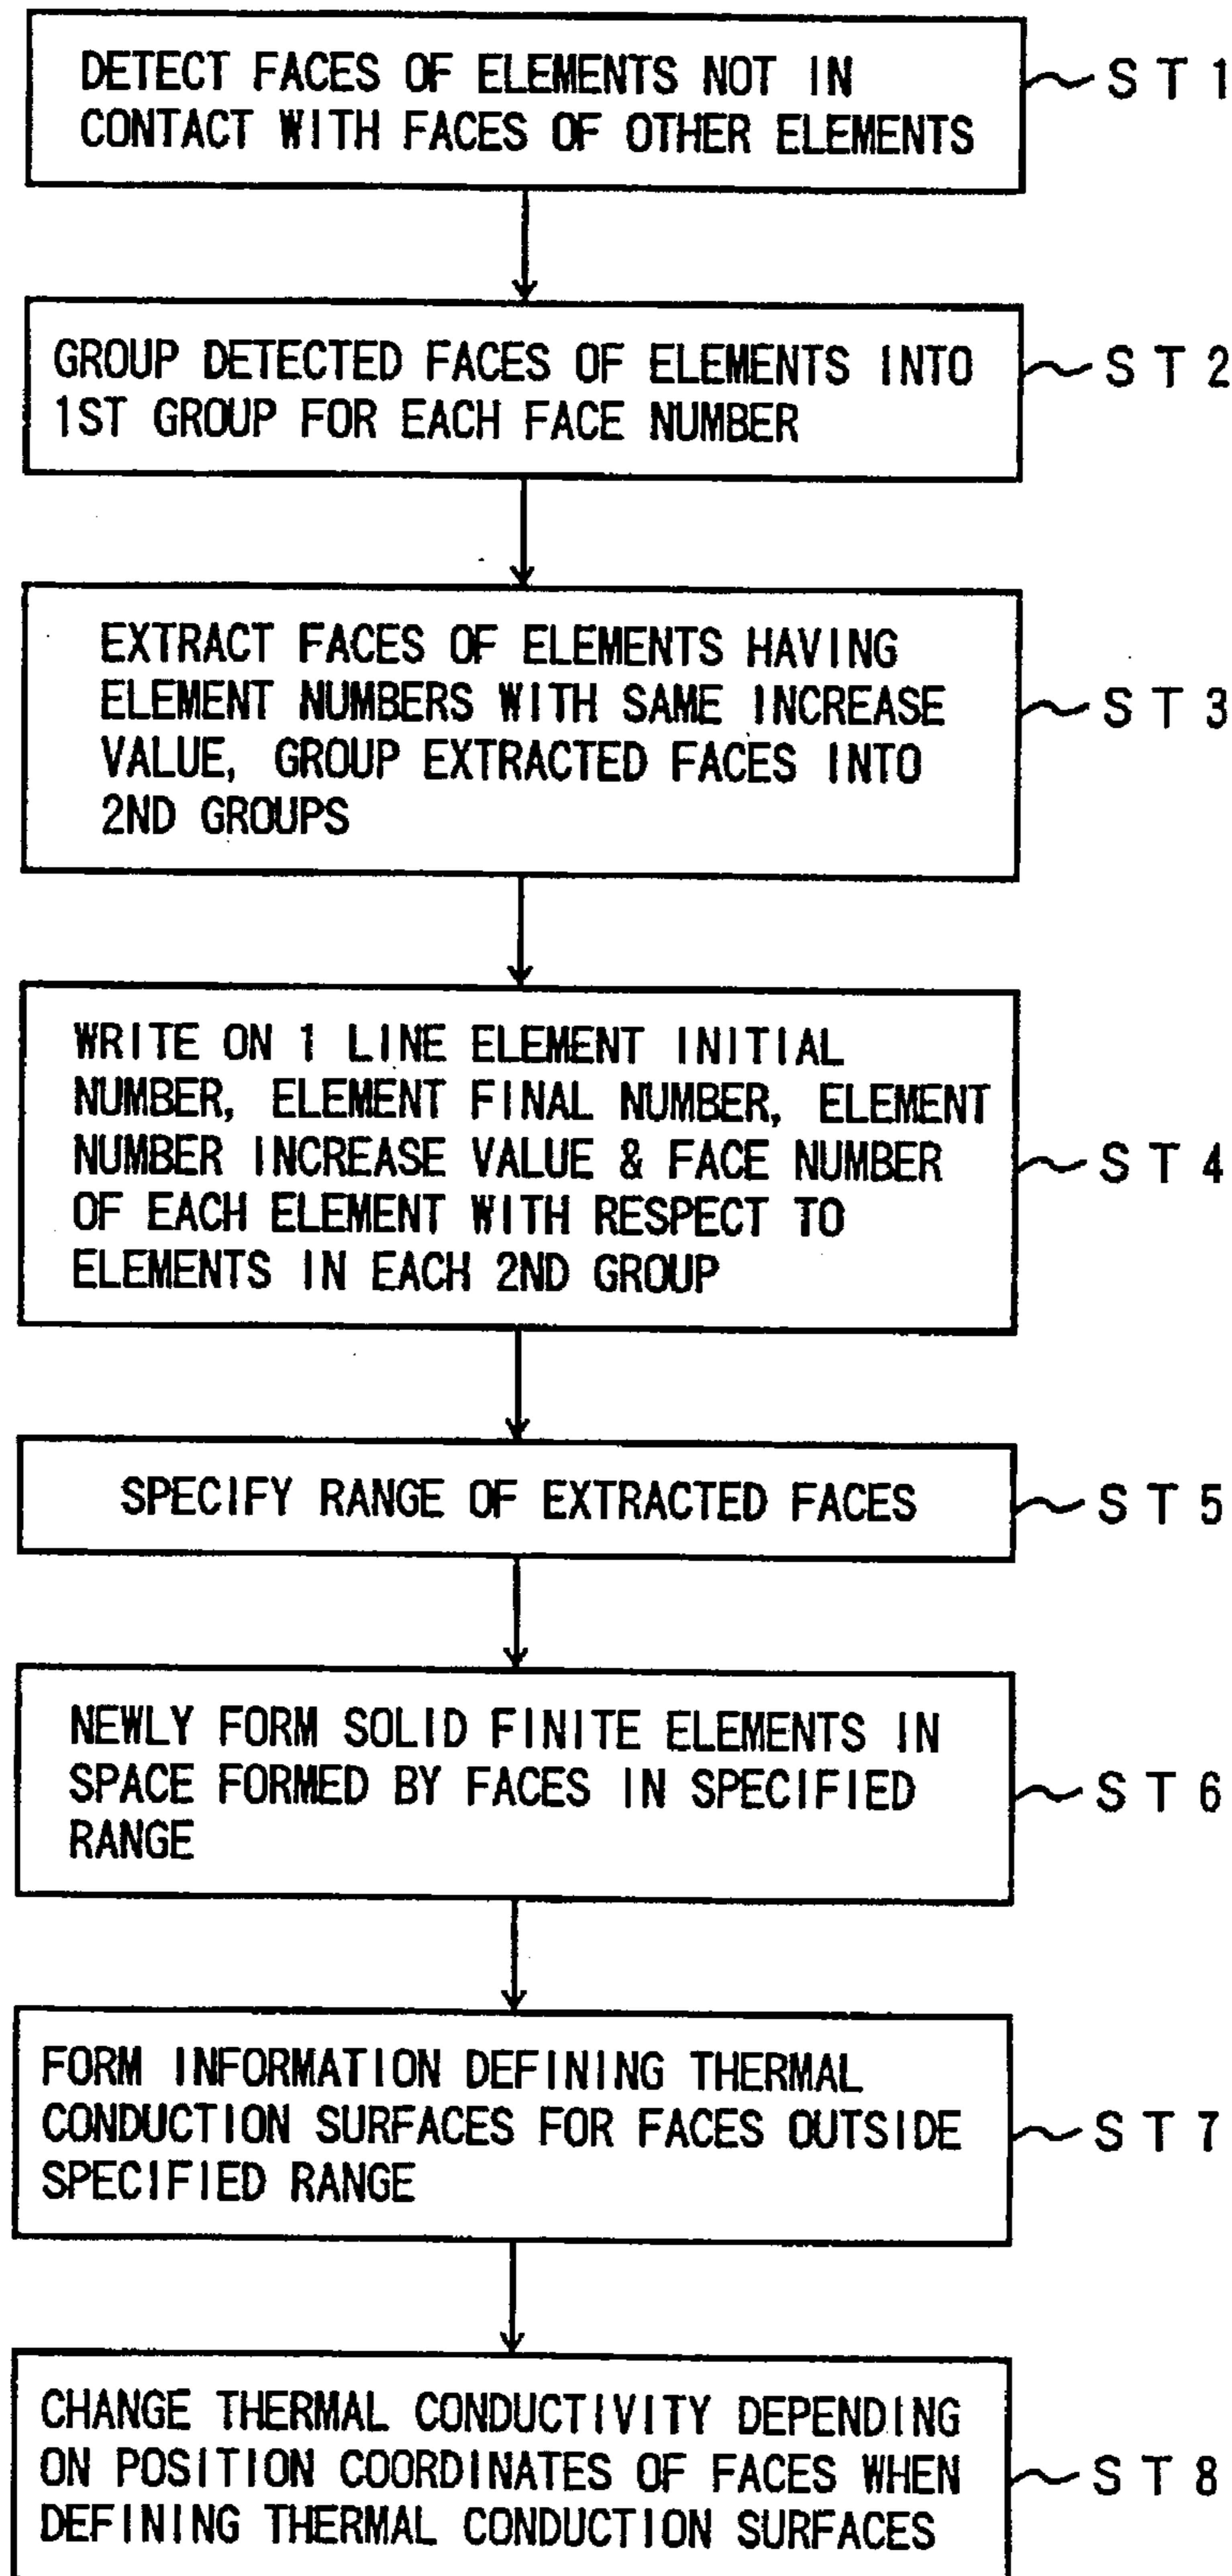 DETECT FACES OF ELEMENTS NOT IN
CONTACT WITH FACES OF OTHER ELEMENTS
ST1
GROUP DETECTED FACES OF ELEMENTS INTO
1ST GROUP FOR EACH FACE NUMBER
ST2
EXTRACT FACES OF ELEMENTS HAVING
ELEMENT NUMBERS WITH SAME INCREASE
VALUE, GROUP EXTRACTED FACES INTO
2ND GROUPS
ST3
WRITE ON 1 LINE ELEMENT INITIAL
NUMBER, ELEMENT FINAL NUMBER, ELEMENT
NUMBER INCREASE VALUE & FACE NUMBER
OF EACH ELEMENT WITH RESPECT TO
ELEMENTS IN EACH 2ND GROUP
ST4
SPECIFY RANGE OF EXTRACTED FACES
ST5
NEWLY FORM SOLID FINITE ELEMENTS IN
SPACE FORMED BY FACES IN SPECIFIED
RANGE
ST6
FORM INFORMATION DEFINING THERMAL
CONDUCTION SURFACES FOR FACES OUTSIDE
SPECIFIED RANGE
ST7
CHANGE THERMAL CONDUCTIVITY DEPENDING
ON POSITION COORDINATES OF FACES WHEN
DEFINING THERMAL CONDUCTION SURFACES
ST8